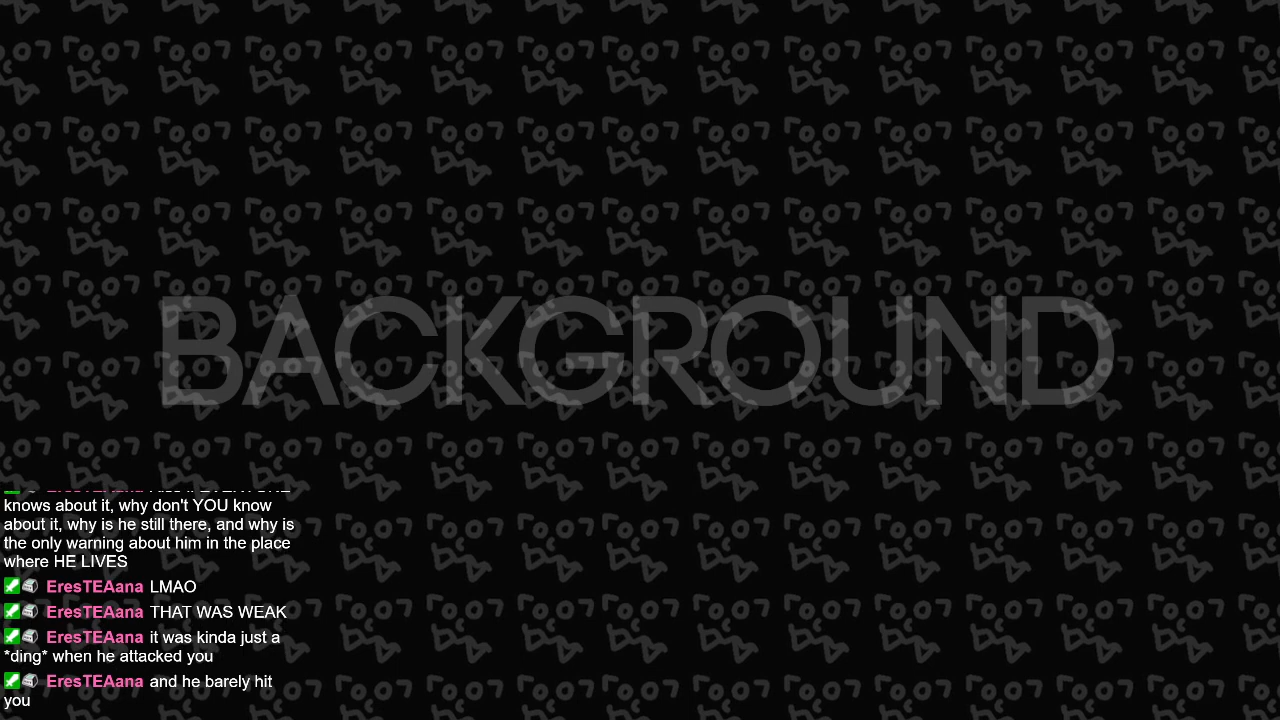 BACKGROUND
EresTEAana
knows about it, why don't YOU know
about it, why is he still there, and why is
the only warning about him in the place
where HE LIVES
EresTEAana LMAO
EresTEAana THAT WAS WEAK
EresTEAana it was kinda just a
*ding* when he attacked you
EresTEAana and he barely hit
you